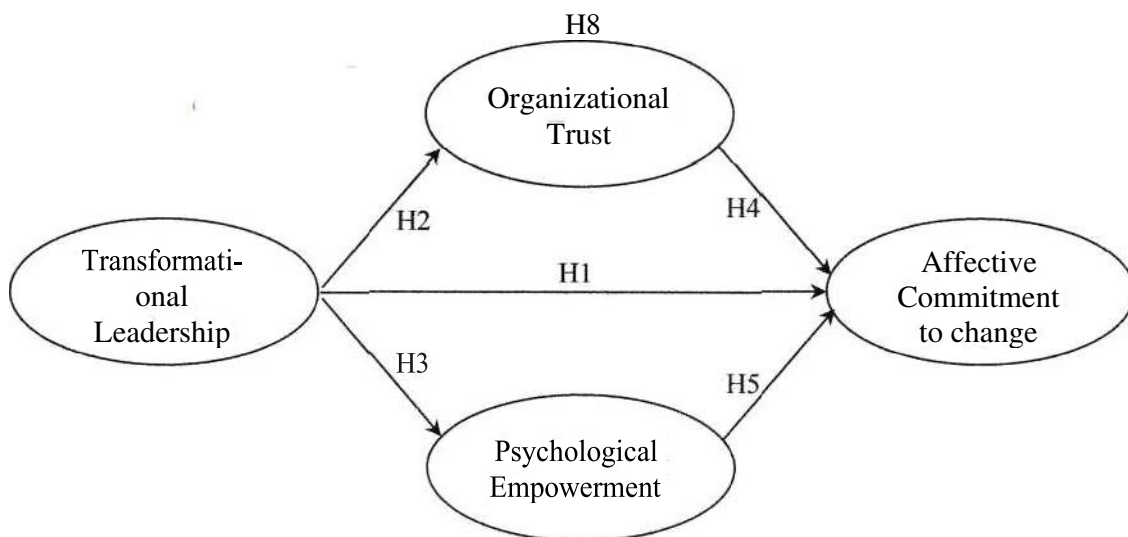 H8
Organizational
Trust
H2
H4
Transformati-
onal
Leadership
H1
Affective
Commitment
to change
H3
H5
Psychological
Empowerment